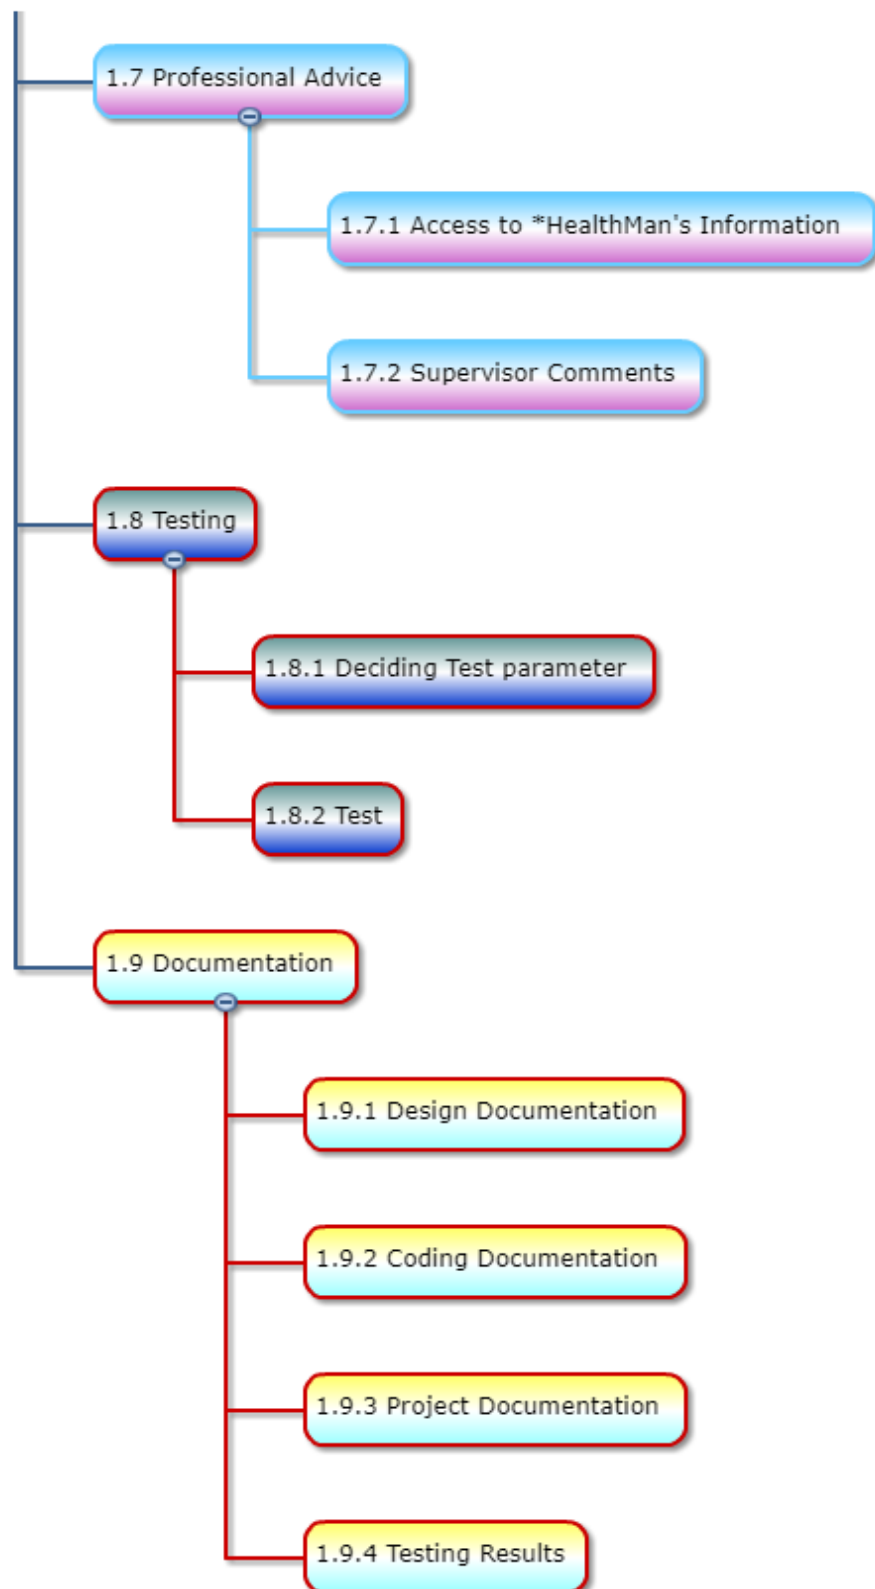 1.7 Professional Advice
1.7.1 Access to *HealthMan's Information
1.7.2 Supervisor Comments
1.8 Testing
1.8.1 Deciding Test parameter
1.8.2 Test
1.9 Documentation
1.9.1 Design Documentation
1.9.2 Coding Documentation
1.9.3 Project Documentation
1.9.4 Testing Results